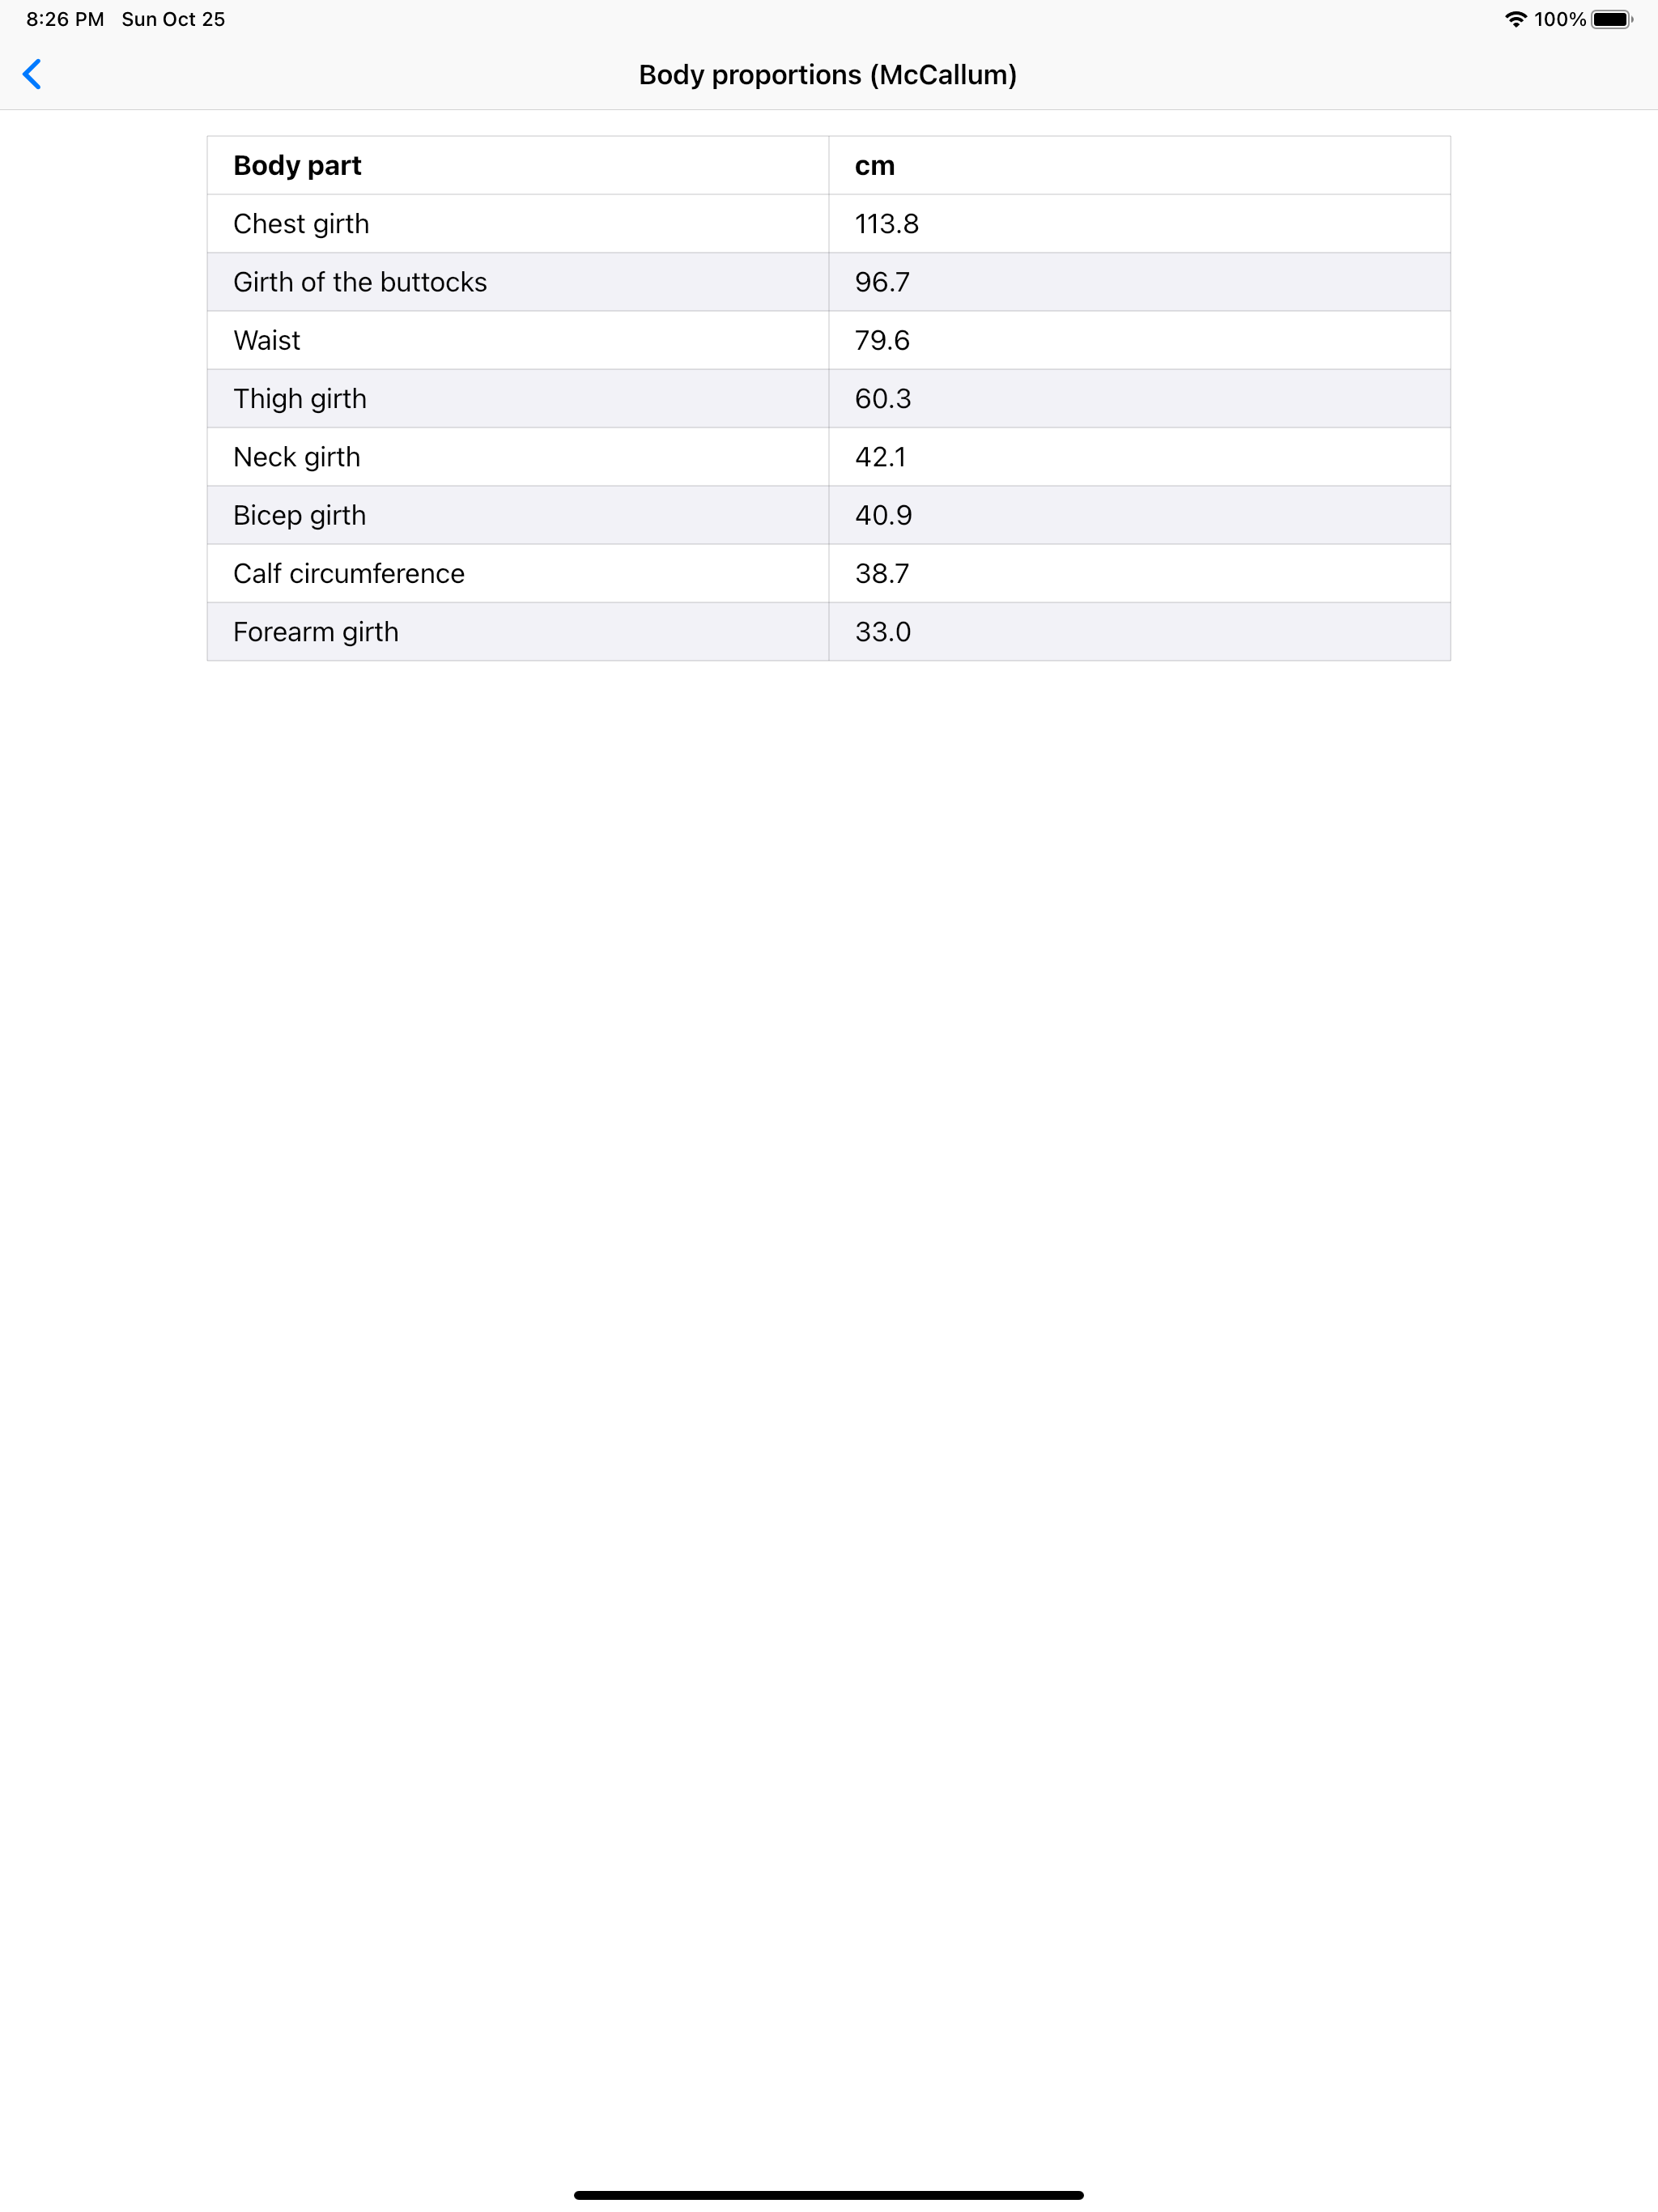 8:26 PM Sun Oct 25 100%
Body proportions (McCallum)
Body part cm
Chest girth 113.8
Girth of the buttocks 96.7
Waist 79.6
Thigh girth 60.3
Neck girth 42.1
Bicep girth 40.9
Calf circumference 38.7
Forearm girth 33.0